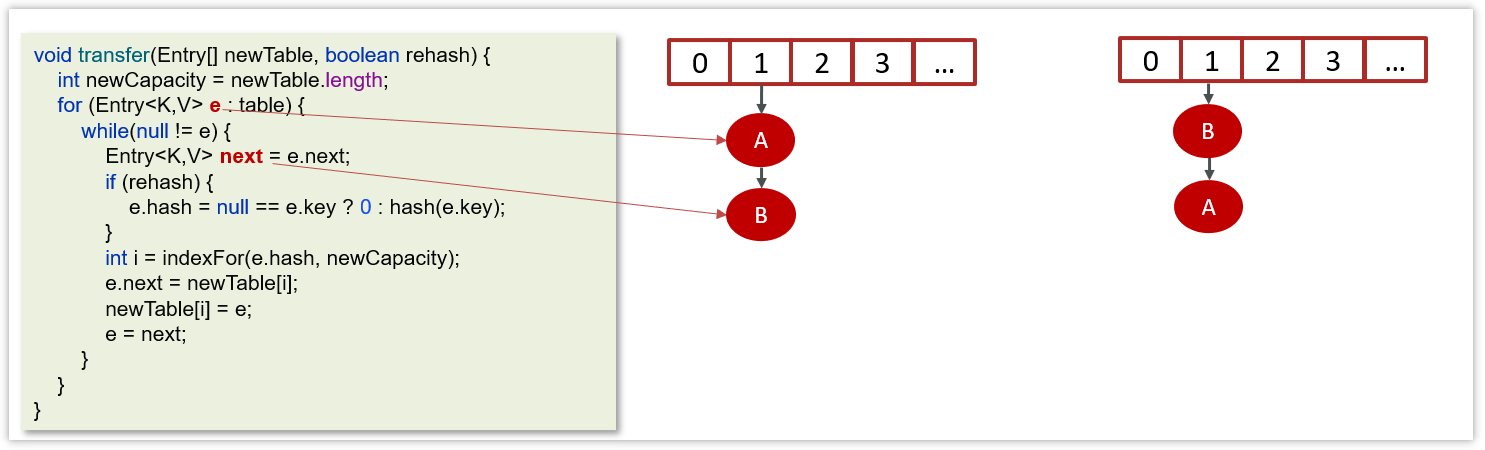 void transfer(Entry[] newTable, boolean rehash) {
int newCapacity = newTable.length;
for (Entry<K,V> e : table) {
while(null != e) {
Entry<K,V> next = e.next;
if (rehash) {
e.hash = null == e.key ? 0 : hash(e.key);
}
int i = indexFor(e.hash, newCapacity);
e.next = newTable[i];
newTable[i] = e;
e = next;
}
}
}
0 1 2 3 ...
A
B
0 1 2 3 ...
B
A